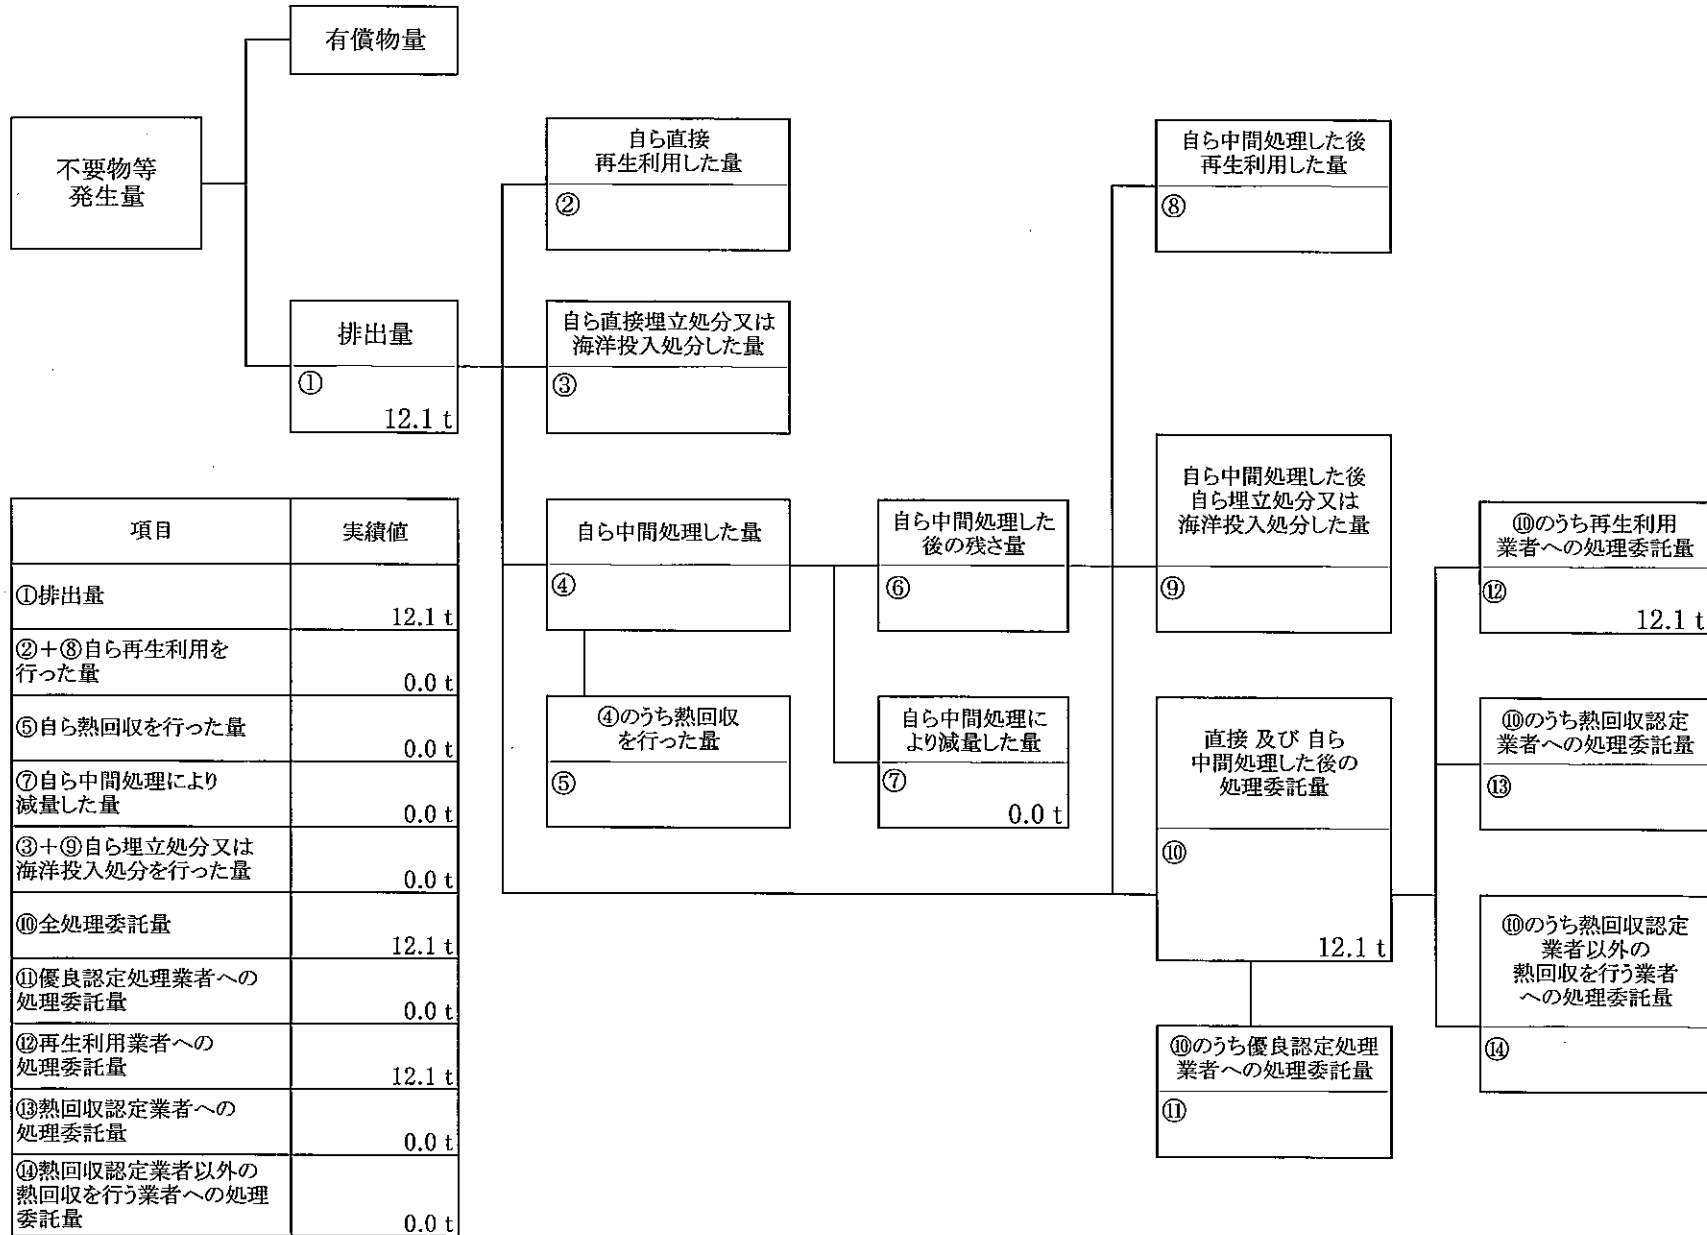 有償物量
不要物等
発生量
排出量
①
12.1 t
自ら直接
再生利用した量
②
自ら直接埋立処分又は
海洋投入処分した量
③
自ら中間処理した量
④
④のうち熱回収
を行った量
⑤
自ら中間処理した
後の残さ量
⑥
自ら中間処理に
より減量した量
⑦
0.0 t
自ら中間処理した後
再生利用した量
⑧
自ら中間処理した後
自ら埋立処分又は
海洋投入処分した量
⑨
直接 及び 自ら
中間処理した後の
処理委託量
⑩
12.1 t
⑩のうち優良認定処理
業者への処理委託量
⑪
⑩のうち再生利用
業者への処理委託量
⑫
12.1 t
⑩のうち熱回収認定
業者への処理委託量
⑬
⑩のうち熱回収認定
業者以外の
熱回収を行う業者
への処理委託量
⑭
項目 実績値
①排出量
12.1 t
②+⑧自ら再生利用を
行った量
0.0 t
⑤自ら熱回収を行った量
0.0 t
⑦自ら中間処理により
減量した量
0.0 t
③+⑨自ら埋立処分又は
海洋投入処分を行った量
0.0 t
⑩全処理委託量
12.1 t
⑪優良認定処理業者への
処理委託量
0.0 t
⑫再生利用業者への
処理委託量
12.1 t
⑬熱回収認定業者への
処理委託量
0.0 t
⑭熱回収認定業者以外の
熱回収を行う業者への処理
委託量
0.0 t